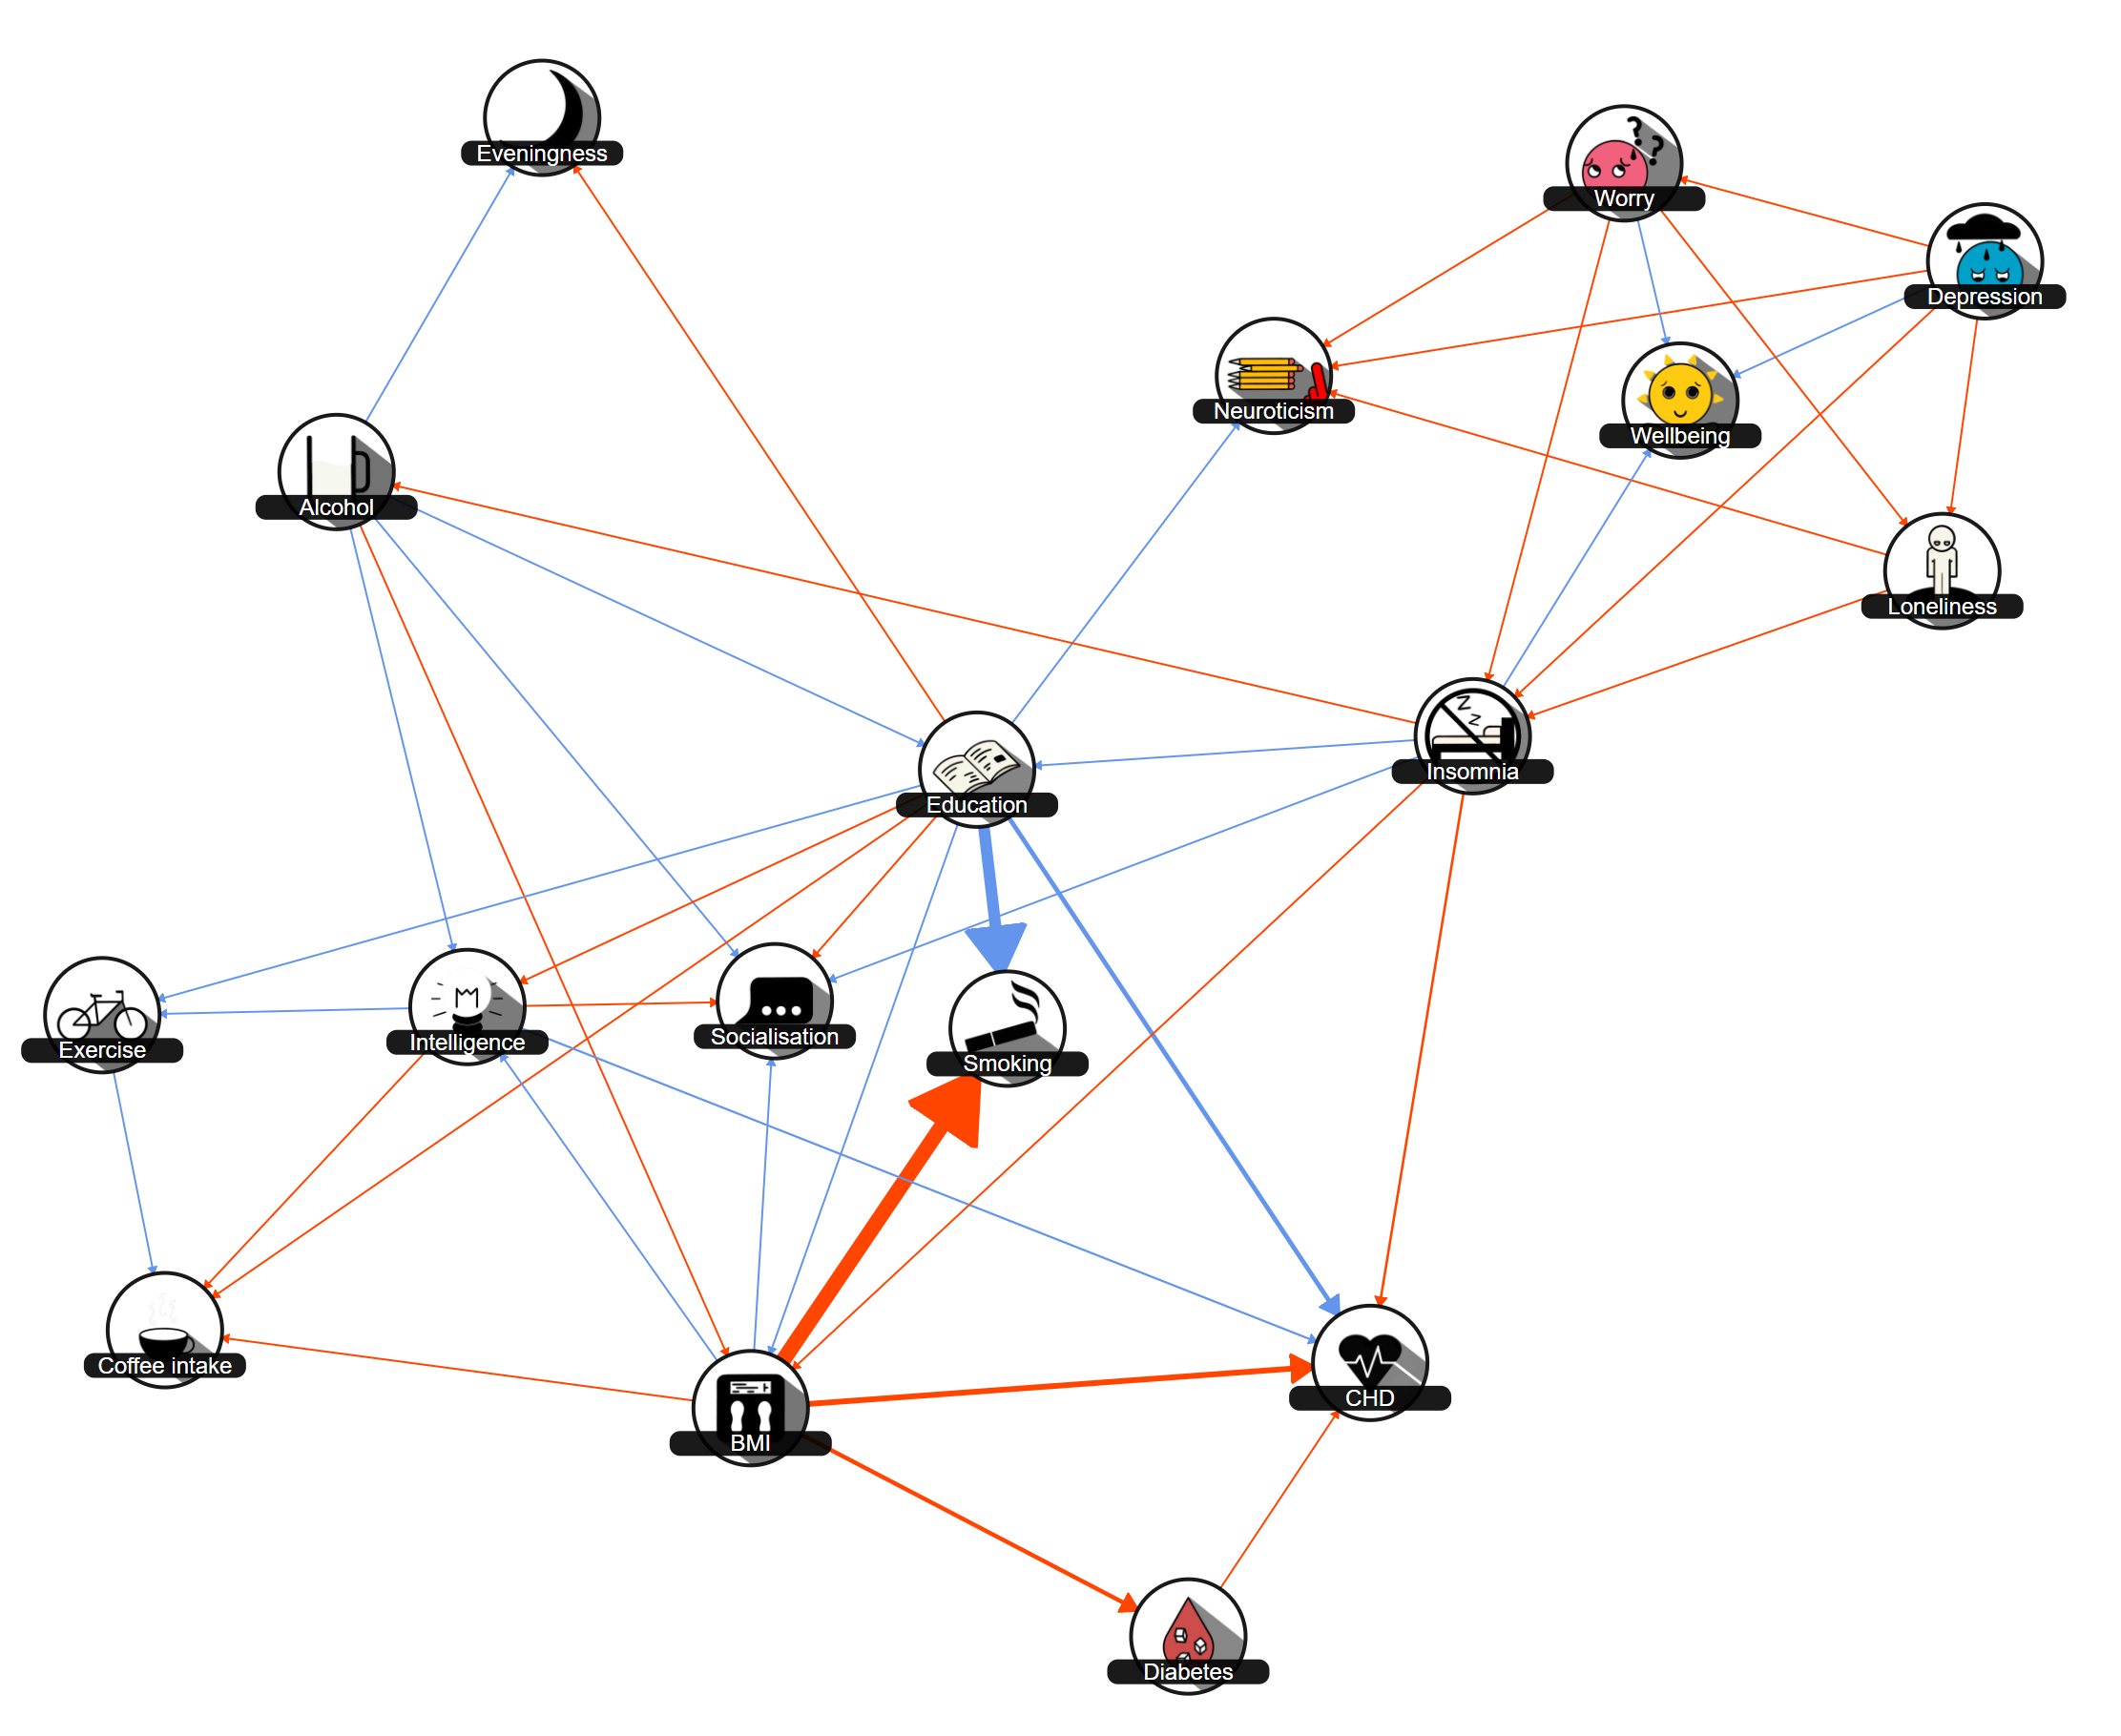 Eveningness
Worry
? ?
Depression
Neuroticism
Wellbeing
Alcohol
Loneliness
Z
Z
Insomnia
Education
Exercise
Intelligence
Socialisation
Smoking
Coffee intake
BMI
CHD
Diabetes